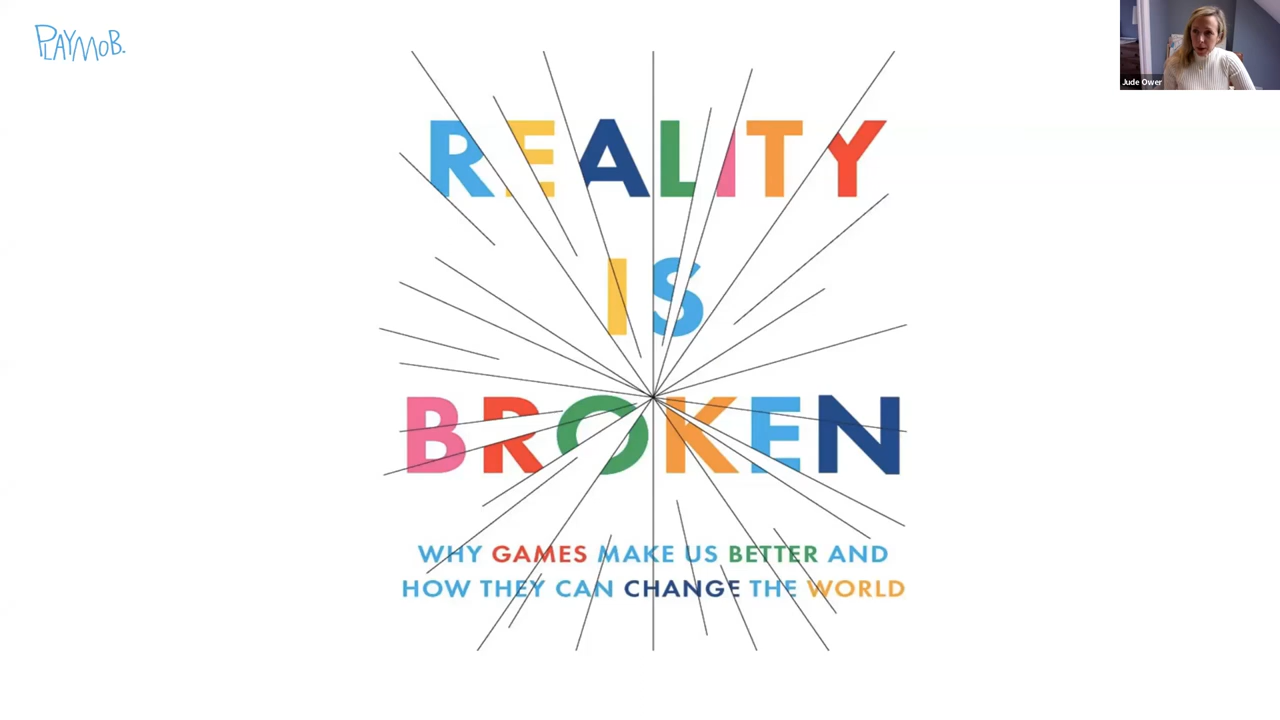 PLAYMOB.
Jude Ower
REALITY
IS
BROKEN
WHY GAMES MAKE US BETTER AND
HOW THEY CAN CHANGE THE WORLD